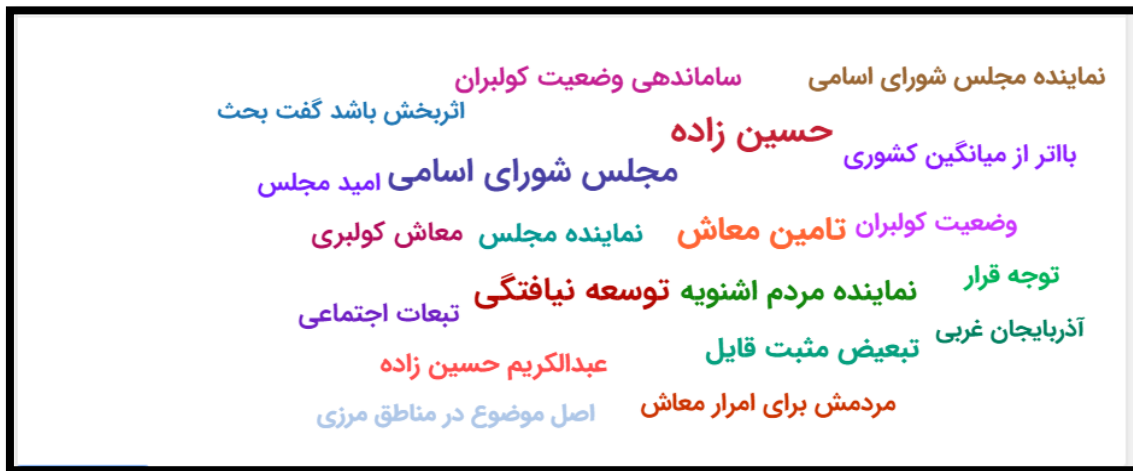 نماینده مجلس شورای اسامی
ساماندهی وضعیت کولبران
اثربخش باشد گفت بحث
حسین زاده
بااتر از میانگین کشوری
مجلس شورای اسامی
امید مجلس
وضعیت کولبران
تامین معاش
نماینده مجلس
معاش کولبری
توجه قرار
نماینده مردم اشنویه
توسعه نیافتگی
تبعات اجتماعی
آذربایجان غربی
تبعیض مثبت قایل
عبدالکریم حسین زاده
مردمش برای امرار معاش
اصل موضوع در مناطق مرزی